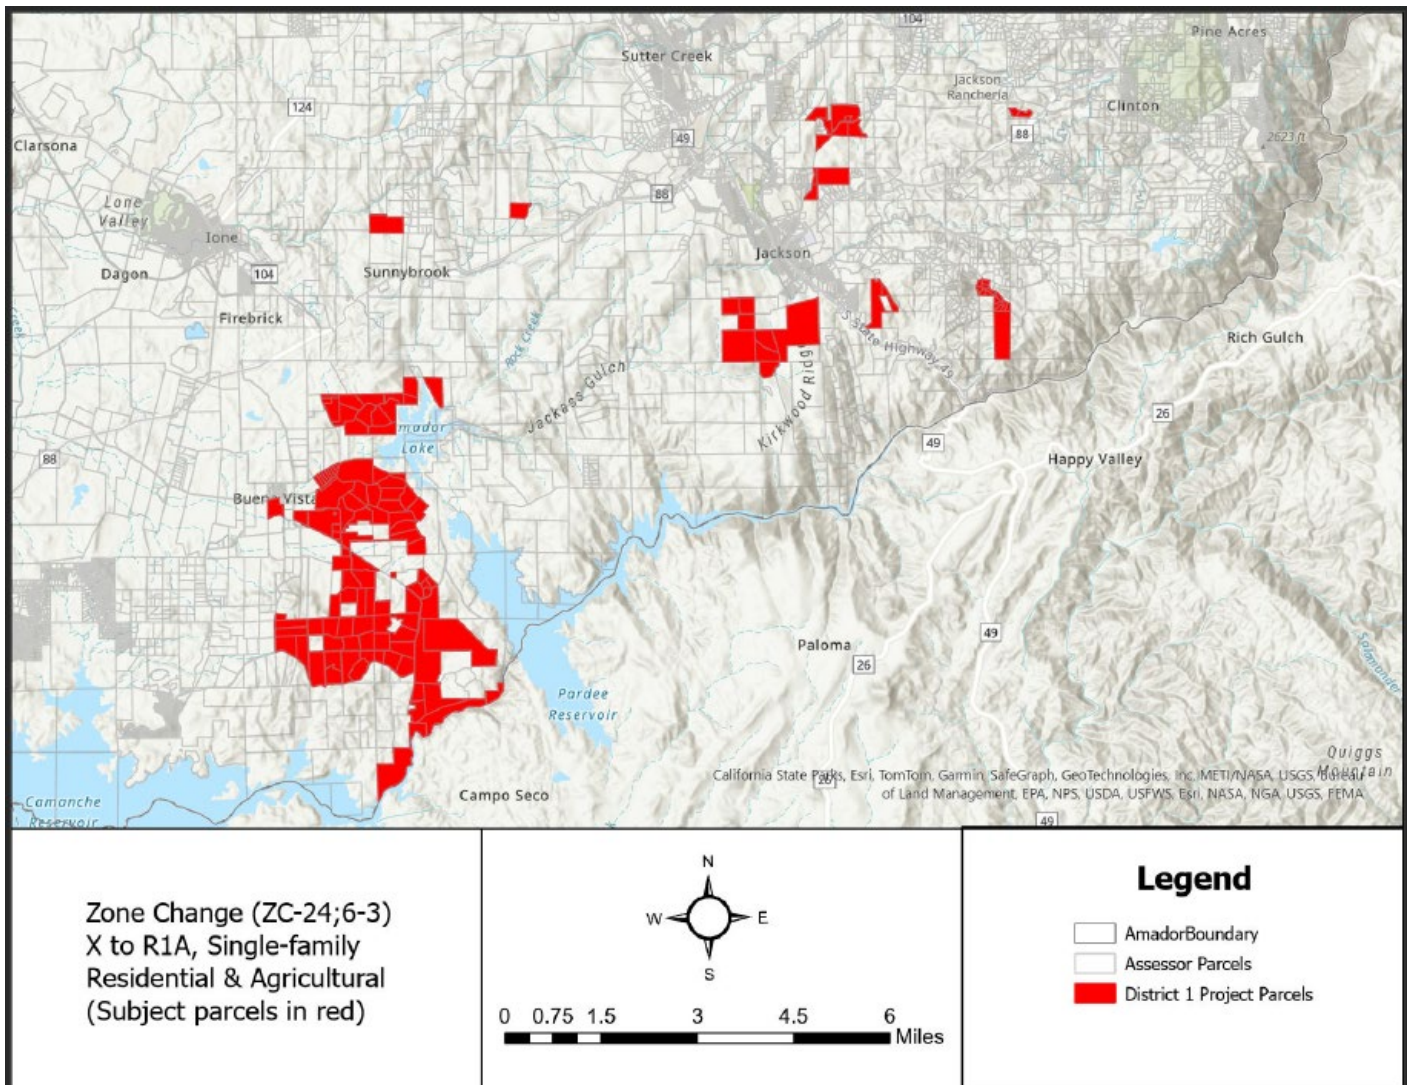 104
Pine Acres
Sutter Creek
Jackson
Rancheria
Clinton
124
49
88
2623 ft
Clarsona
88
Ione
Valley
Ione
Jackson
Dagon
104
Sunnybrook
Firebrick
Rock Creek
S State Highway 49
Rich Gulch
Jackass Gulch
Kirkwood Ridge
26
mador
Lake
49
Happy Valley
88
Buena Vista
Paloma
26
49
Salamander
Pardee
Reservoir
Quiggs
Mountain
California State Parks, Esri, TomTom, Garmin, SafeGraph, GeoTechnologies, Inc, METI/NASA, USGS, Bureau
of Land Management, EPA, NPS, USDA, USFWS, Esri, NASA, NGA, USGS, FEMA
26
Campo Seco
Camanche
Reservoir
49
Zone Change (ZC-24;6-3)
X to R1A, Single-family
Residential & Agricultural
(Subject parcels in red)
N
W E
S
0 0.75 1.5 3 4.5 6
Miles
Legend
AmadorBoundary
Assessor Parcels
District 1 Project Parcels